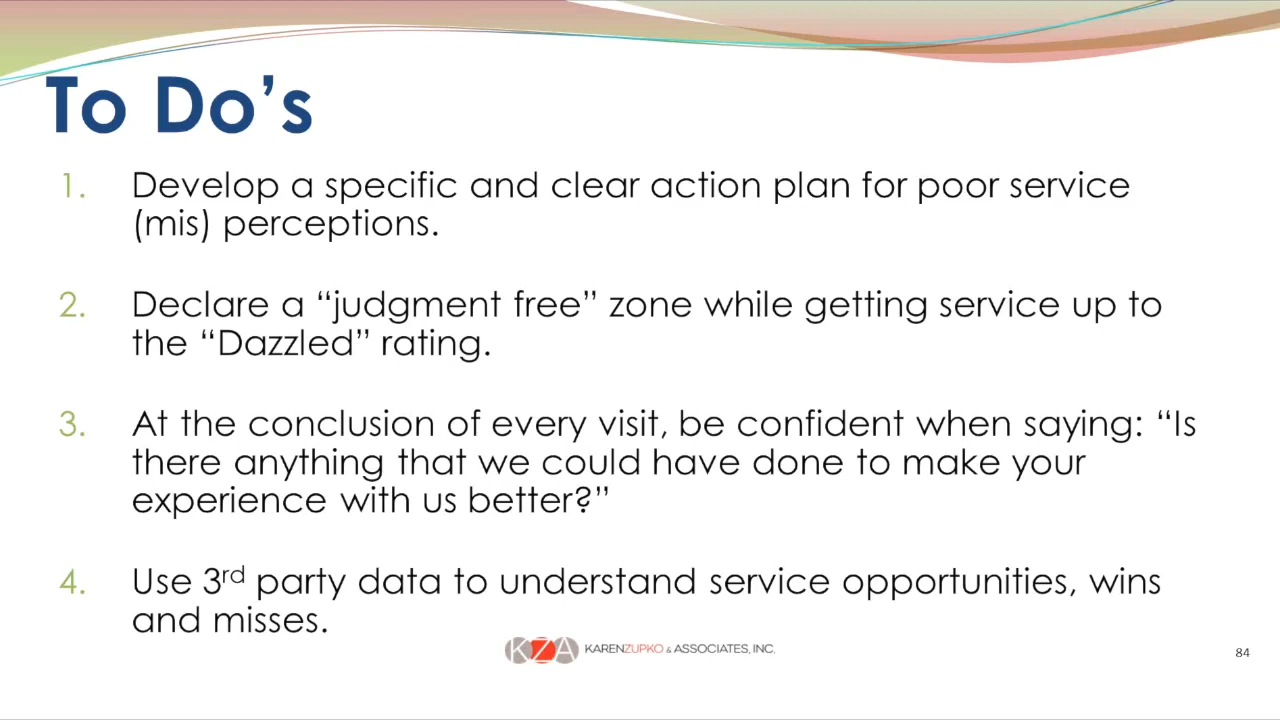 To Do’s
1. Develop a specific and clear action plan for poor service
(mis) perceptions.
2. Declare a “judgment free” zone while getting service up to
the “Dazzled” rating.
3. At the conclusion of every visit, be confident when saying: “Is
there anything that we could have done to make your
experience with us better?”
4. Use 3rd party data to understand service opportunities, wins
and misses.
KZA KARENZUPKO & ASSOCIATES, INC.
84